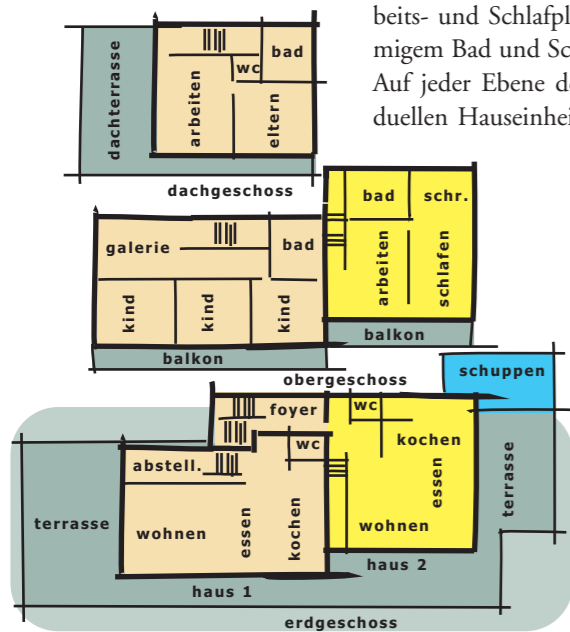 beits- und Schlafpl
migem Bad und Sc
Auf jeder Ebene de
duellen Hauseinhei
dachterrasse
wc
bad
arbeiten
eltern
dachgeschoss
galerie
bad
kind
kind
kind
balkon
bad
schr.
arbeiten
schlafen
balkon
obergeschoss
schuppen
foyer
wc
wc
kochen
abstell.
essen
terrasse
wohnen
essen
kochen
wohnen
terrasse
haus 1
haus 2
erdgeschoss